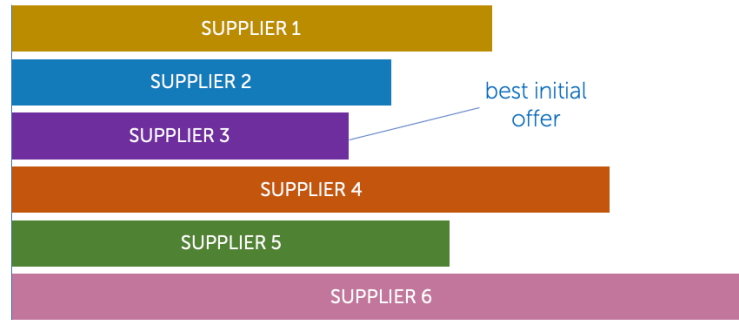 SUPPLIER 1
SUPPLIER 2
best initial
offer
SUPPLIER 3
SUPPLIER 4
SUPPLIER 5
SUPPLIER 6